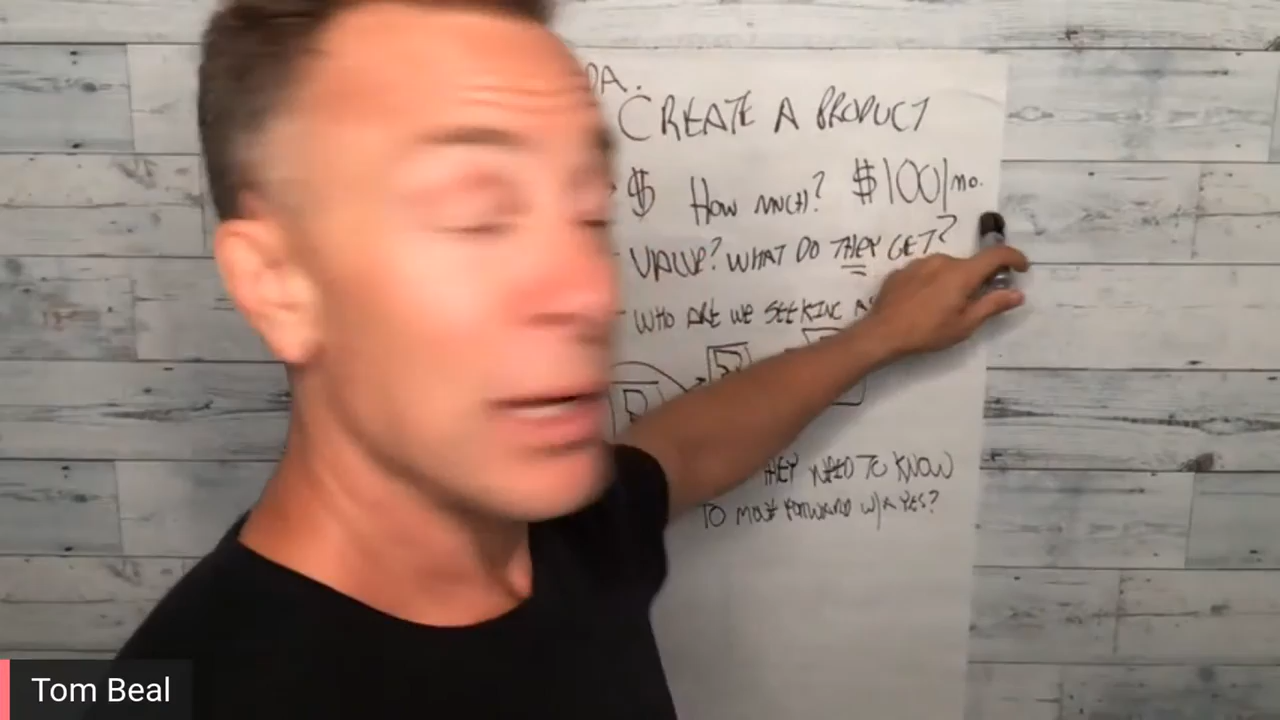 DA.
CREATE A PRODUCT
$ HOW MUCH? $100/mo.
VALUE? WHAT DO THEY GET?
WHO ARE WE SEEKING
THEY NEED TO KNOW
TO MOVE FORWARD W/A YES?
Tom Beal